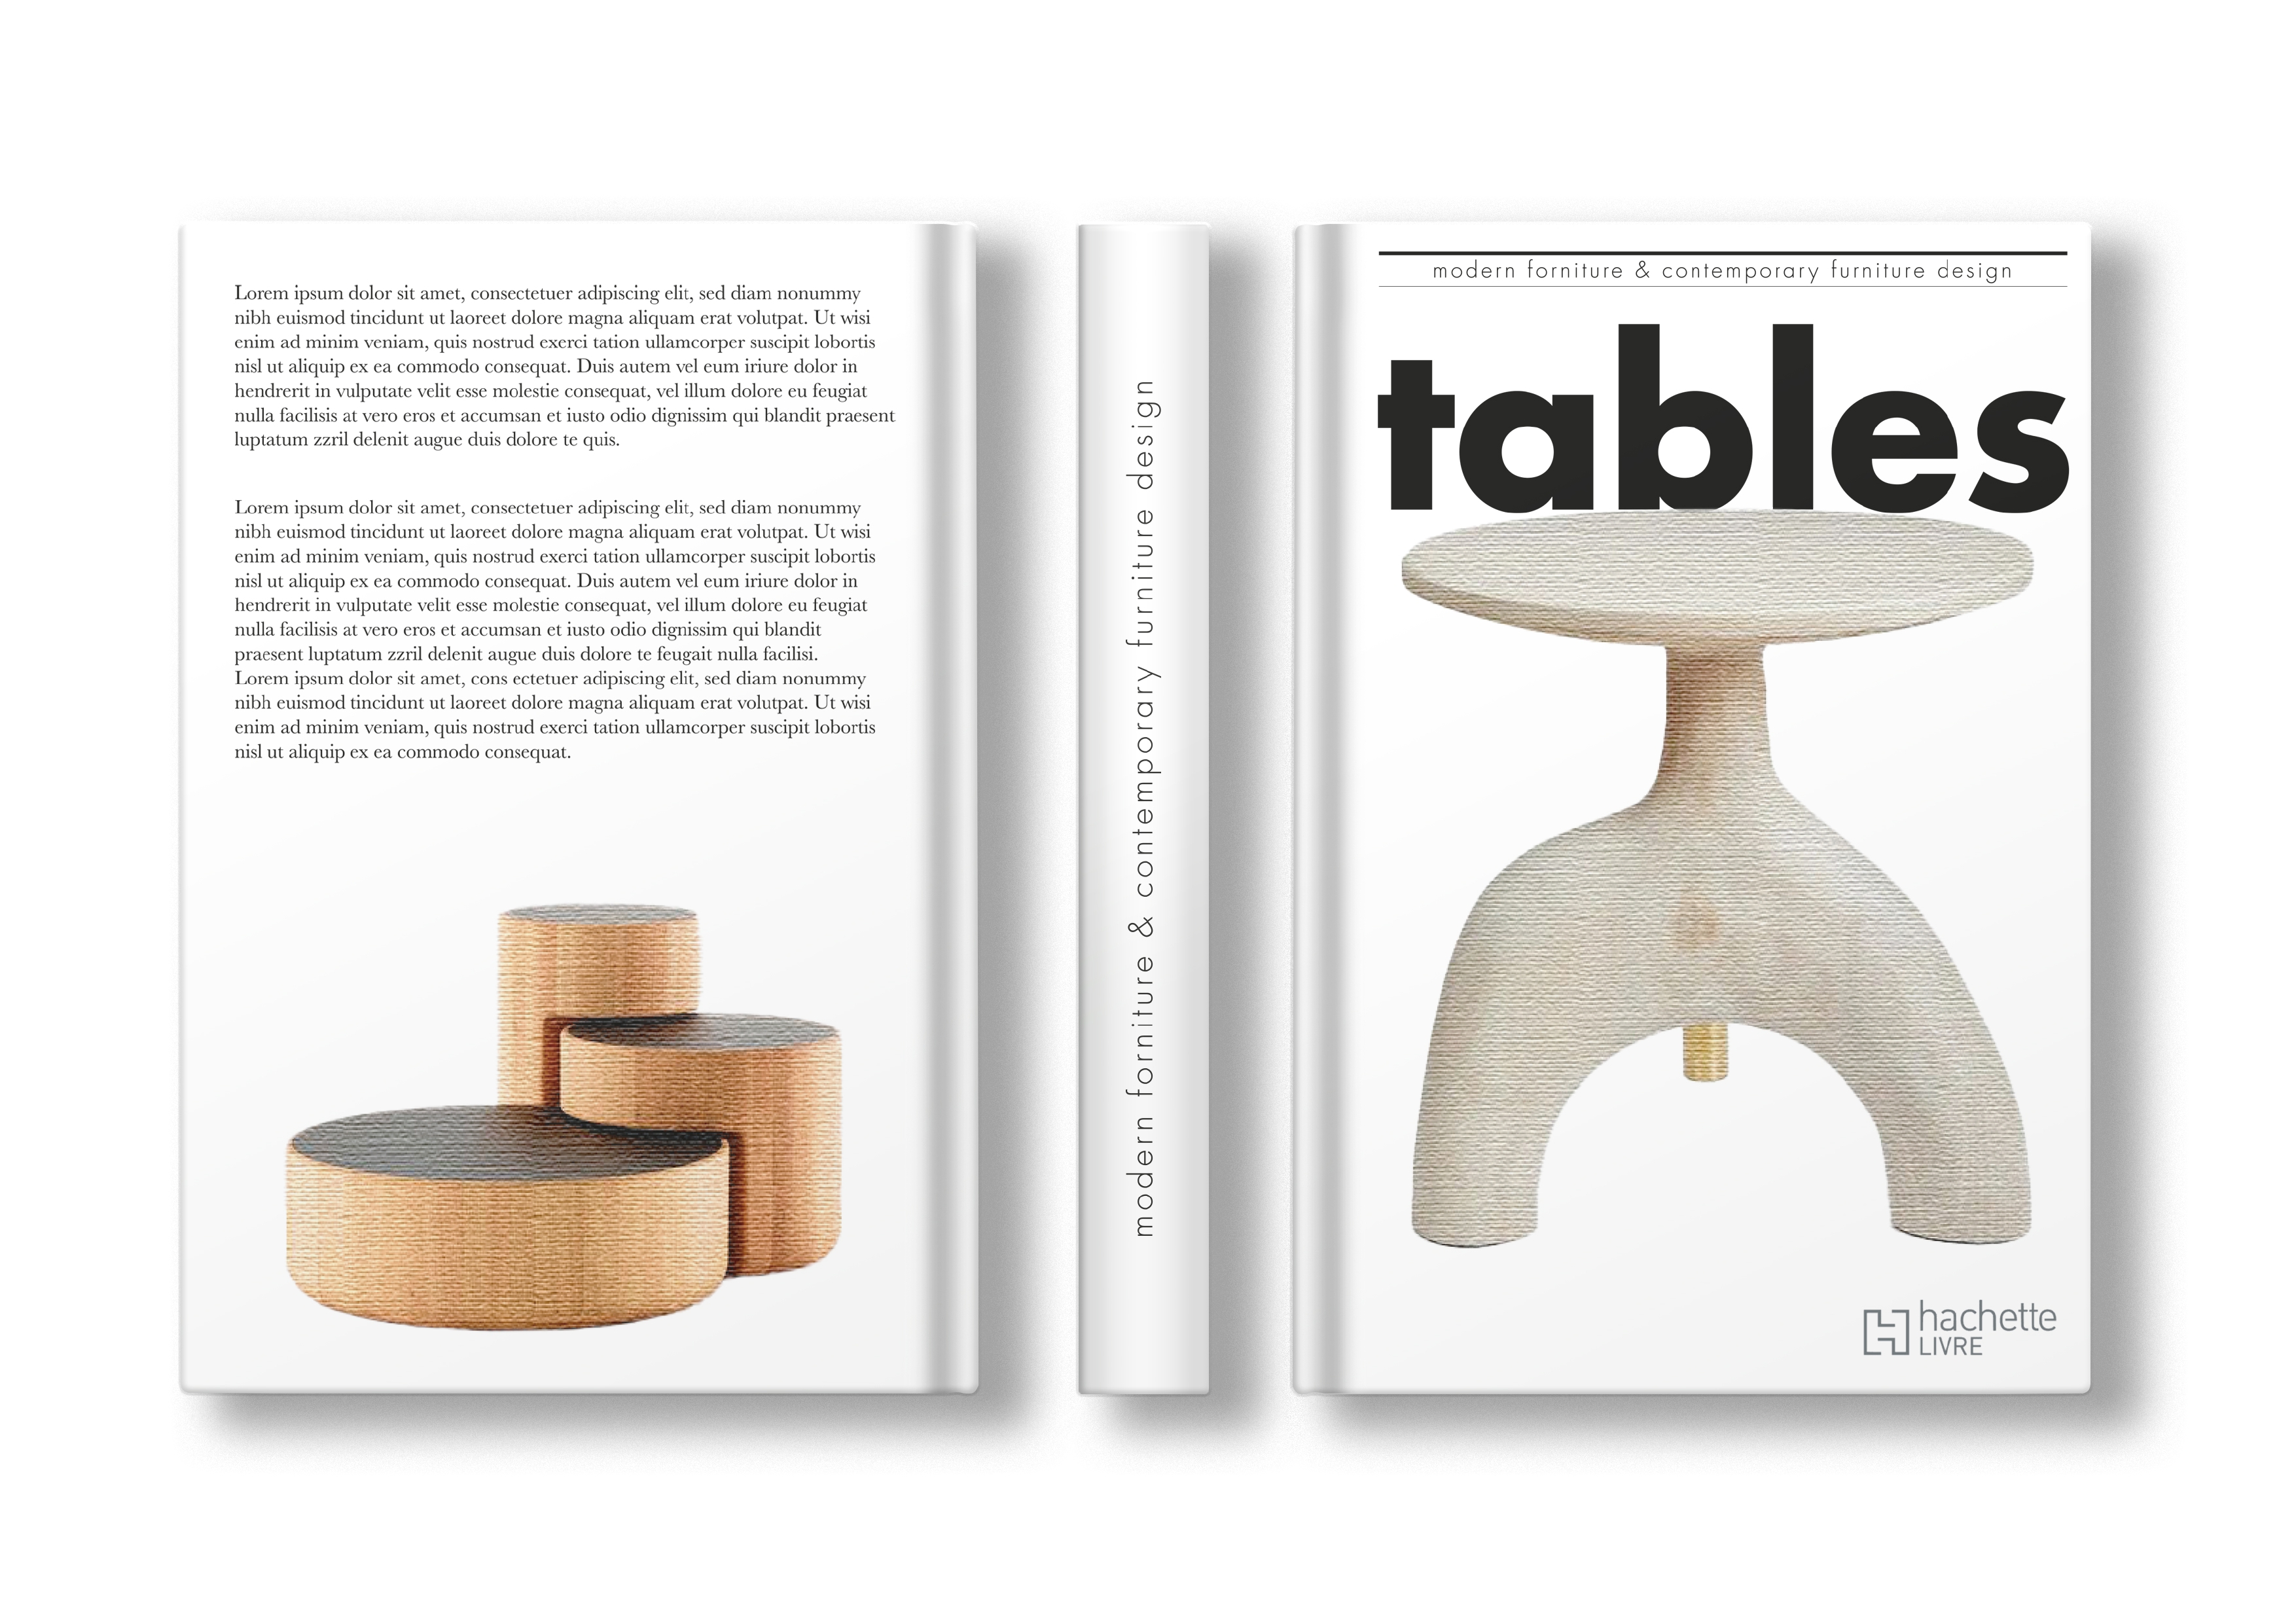 Lorem ipsum dolor sit amet, consectetuer adipiscing elit, sed diam nonummy
nibh euismod tincidunt ut laoreet dolore magna aliquam erat volutpat. Ut wisi
enim ad minim veniam, quis nostrud exerci tation ullamcorper suscipit lobortis
nisl ut aliquip ex ea commodo consequat. Duis autem vel eum iriure dolor in
hendrerit in vulputate velit esse molestie consequat, vel illum dolore eu feugiat
nulla facilisis at vero eros et accumsan et iusto odio dignissim qui blandit praesent
luptatum zzril delenit augue duis dolore te quis.
Lorem ipsum dolor sit amet, consectetuer adipiscing elit, sed diam nonummy
nibh euismod tincidunt ut laoreet dolore magna aliquam erat volutpat. Ut wisi
enim ad minim veniam, quis nostrud exerci tation ullamcorper suscipit lobortis
nisl ut aliquip ex ea commodo consequat. Duis autem vel eum iriure dolor in
hendrerit in vulputate velit esse molestie consequat, vel illum dolore eu feugiat
nulla facilisis at vero eros et accumsan et iusto odio dignissim qui blandit
praesent luptatum zzril delenit augue duis dolore te feugait nulla facilisi.
Lorem ipsum dolor sit amet, cons ectetuer adipiscing elit, sed diam nonummy
nibh euismod tincidunt ut laoreet dolore magna aliquam erat volutpat. Ut wisi
enim ad minim veniam, quis nostrud exerci tation ullamcorper suscipit lobortis
nisl ut aliquip ex ea commodo consequat.
modern forniture & contemporary furniture design
modern forniture & contemporary furniture design
tables
hachette
LIVRE